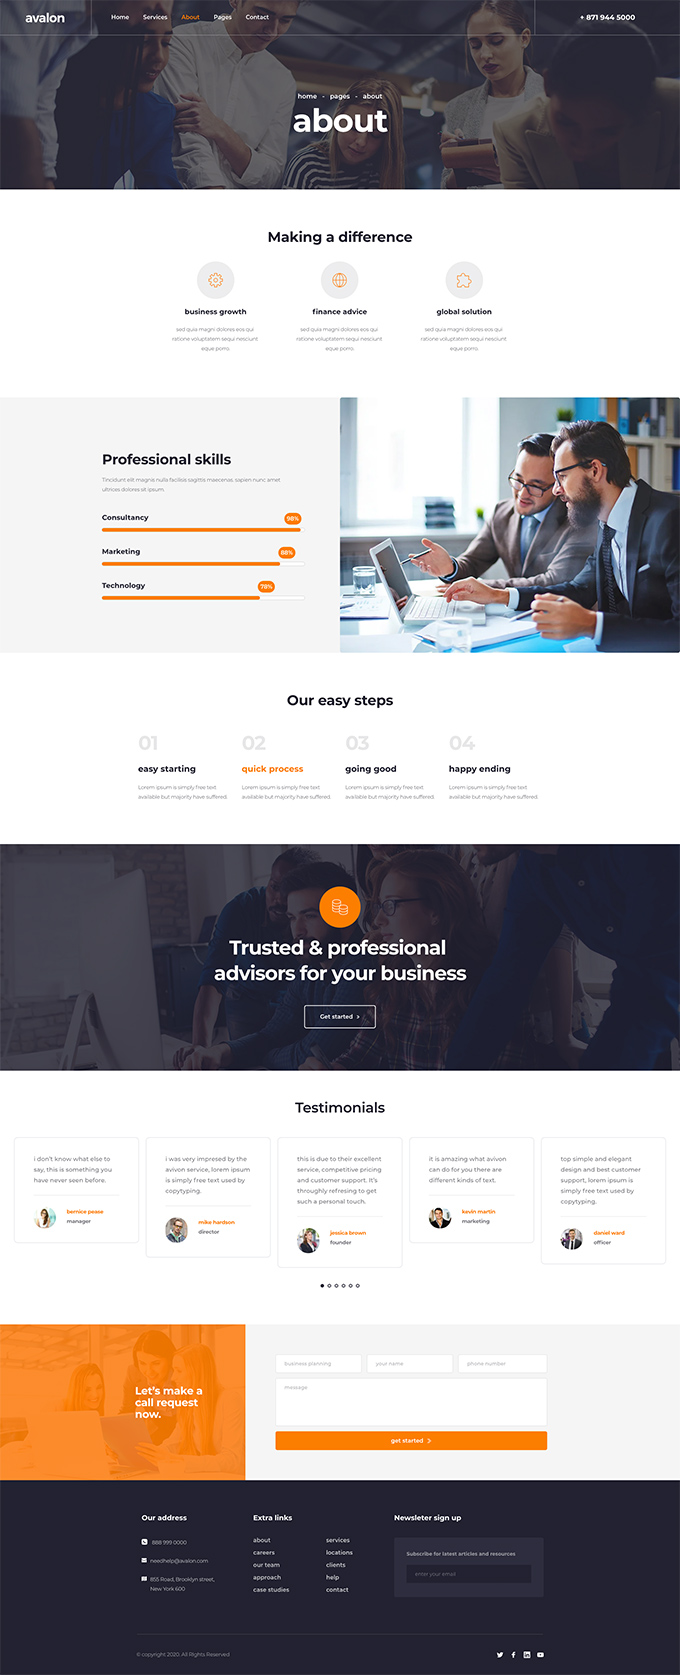 avalon
Home Services About Pages Contact
+ 871 944 5000
home - pages - about
about
Making a difference
business growth
sed quia magni dolores eos qui
ratione voluptatem sequi nesciunt
eque porro.
finance advice
sed quia magni dolores eos qui
ratione voluptatem sequi nesciunt
eque porro.
global solution
sed quia magni dolores eos qui
ratione voluptatem sequi nesciunt
eque porro.
Professional skills
Tincidunt elit magnis nulla facilisis sagittis maecenas. sapien nunc amet
ultrices dolores sit ipsum.
Consultancy
98%
Marketing
88%
Technology
78%
Our easy steps
01
easy starting
Lorem ipsum is simply free text
available but majority have suffered.
02
quick process
Lorem ipsum is simply free text
available but majority have suffered.
03
going good
Lorem ipsum is simply free text
available but majority have suffered.
04
happy ending
Lorem ipsum is simply free text
available but majority have suffered.
Trusted & professional
advisors for your business
Get started >
Testimonials
i don't know what else to
say, this is something you
have never seen before.
bernice pease
manager
i was very impresed by the
avivon service, lorem ipsum
is simply free text used by
copytyping.
mike hardson
director
this is due to their excellent
service, competitive pricing
and customer support. It's
throughly refresing to get
such a personal touch.
jessica brown
founder
it is amazing what avivon
can do for you there are
different kinds of text.
kevin martin
marketing
top simple and elegant
design and best customer
support, lorem ipsum is
simply free text used by
copytyping.
daniel ward
officer
Let's make a
call request
now.
business planning
your name
phone number
message
get started >
Our address
888 999 0000
needhelp@avalon.com
855 Road, Brooklyn street,
New York 600
Extra links
about
careers
our team
approach
case studies
services
locations
clients
help
contact
Newsleter sign up
Subscribe for latest articles and resources
enter your email
© copyright 2020. All Rights Reserved